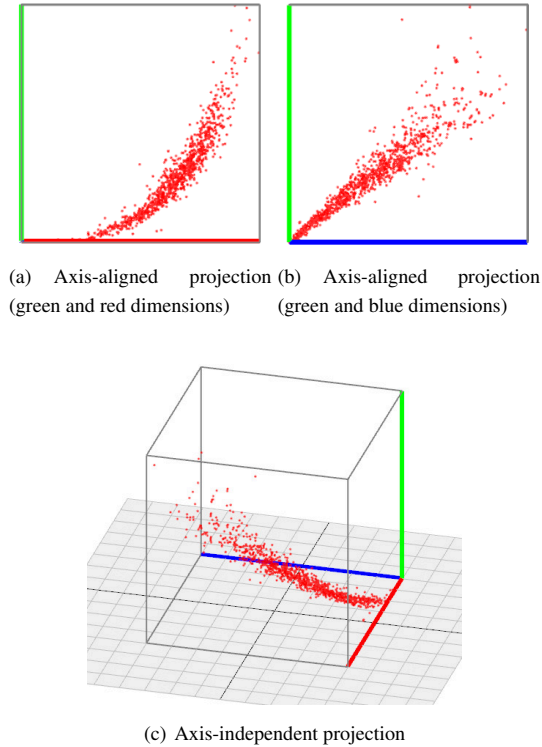 (a) Axis-aligned projection
(green and red dimensions)
(b) Axis-aligned projection
(green and blue dimensions)
(c) Axis-independent projection